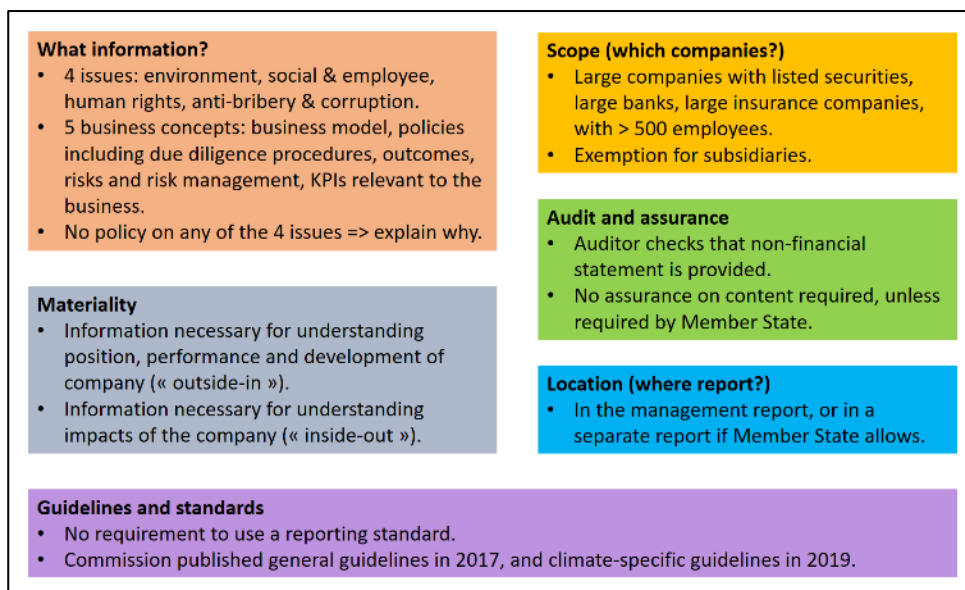 What information?
• 4 issues: environment, social & employee,
human rights, anti-bribery & corruption.
• 5 business concepts: business model, policies
including due diligence procedures, outcomes,
risks and risk management, KPIs relevant to the
business.
• No policy on any of the 4 issues => explain why.
Materiality
• Information necessary for understanding
position, performance and development of
company (« outside-in »).
• Information necessary for understanding
impacts of the company (« inside-out »).
Scope (which companies?)
• Large companies with listed securities,
large banks, large insurance companies,
with > 500 employees.
• Exemption for subsidiaries.
Audit and assurance
• Auditor checks that non-financial
statement is provided.
• No assurance on content required, unless
required by Member State.
Location (where report?)
• In the management report, or in a
separate report if Member State allows.
Guidelines and standards
• No requirement to use a reporting standard.
• Commission published general guidelines in 2017, and climate-specific guidelines in 2019.